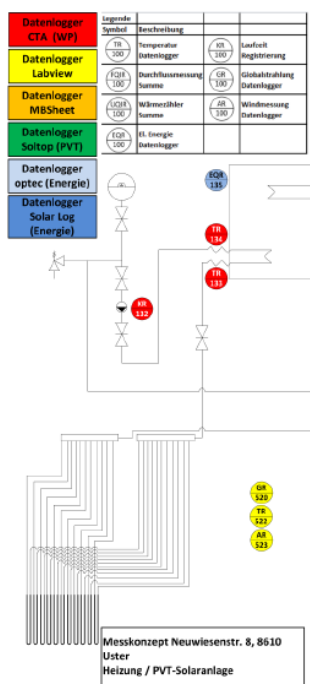 Datenlogger
CTA (WP)
Datenlogger
Labview
Datenlogger
MBSheet
Datenlogger
Soltop (PVT)
Datenlogger
optec (Energie)
Datenlogger
Solar Log
(Energie)
Legende
Symbol Beschreibung
TR
100
Temperatur
Datenlogger
KR
100
Laufzeit
Registrierung
FQIR
100
Durchflussmessung
Summe
GR
100
Globalstrahlung
Datenlogger
UQIR
100
Wärmezähler
Summe
AR
100
Windmessung
Datenlogger
EQR
100
El. Energie
Datenlogger
EQR
135
TR
134
TR
133
KR
132
GR
520
TR
522
AR
523
Messkonzept Neuwiesenstr. 8, 8610
Uster
Heizung / PVT-Solaranlage